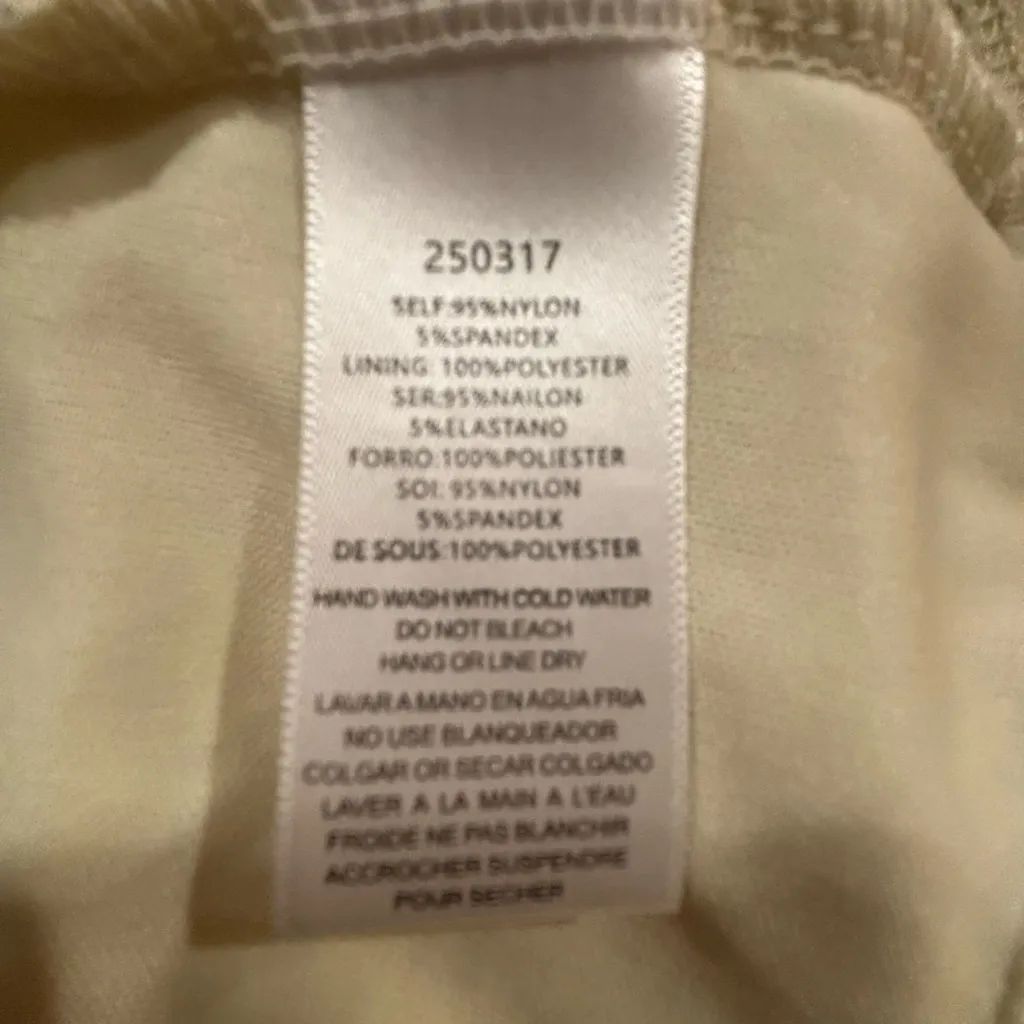 250317
SELF:95%NYLON
5%SPANDEX
LINING: 100%POLYESTER
SER:95%NAILON
5%ELASTANO
FORRO:100%POLIESTER
SOI: 95%NYLON
5%SPANDEX
DE SOUS:100%POLYESTER
HAND WASH WITH COLD WATER
DO NOT BLEACH
HANG OR LINE DRY
LAVAR A MANO EN AGUA FRIA
NO USE BLANQUEADOR
COLGAR OR SECAR COLGADO
LAVER A LA MAIN A L'EAU
FROIDE NE PAS BLANCHIR
ACCROCHER SUSPENDRE
POUR SECHER